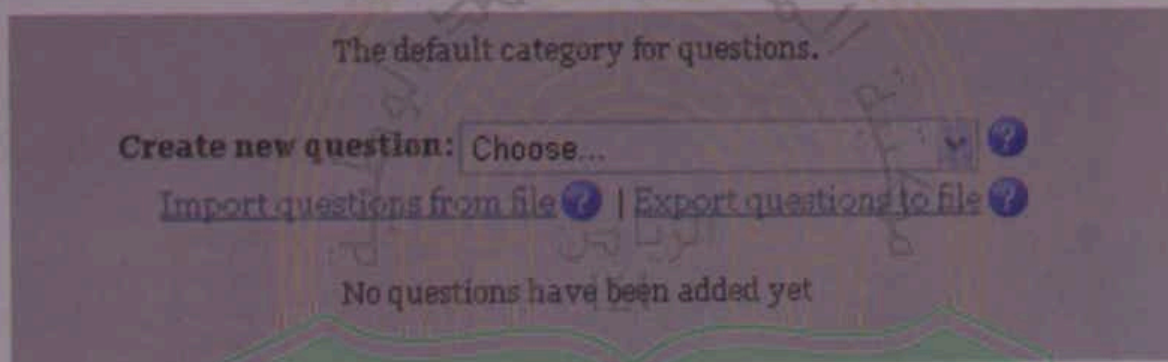 The default category for questions.
Create new question: Choose...
Import questions from file ? | Export questions to file ?
No questions have been added yet